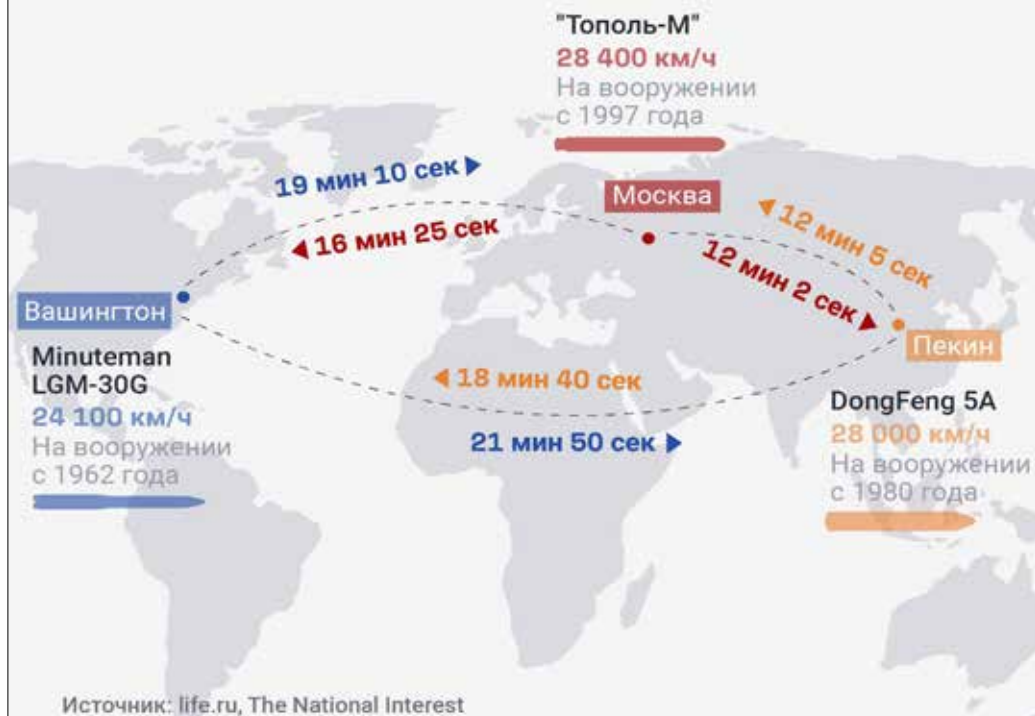 "Тополь-М"
28 400 км/ч
На вооружении
с 1997 года
19 мин 10 сек
16 мин 25 сек
Москва
12 мин 5 сек
12 мин 2 сек
Вашингтон
Пекин
Minuteman
LGM-30G
24 100 км/ч
На вооружении
с 1962 года
18 мин 40 сек
21 мин 50 сек
DongFeng 5A
28 000 км/ч
На вооружении
с 1980 года
Источник: life.ru, The National Interest